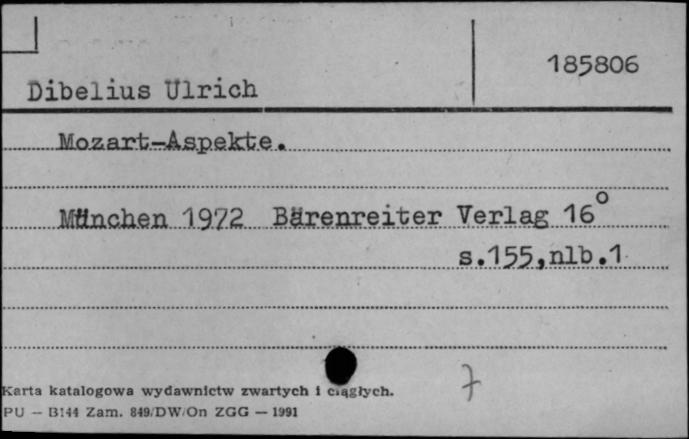 185806
Dibelius Ulrich
Mozart-Aspekte.
München 1972 Bärenreiter Verlag 16°
s.155,nlb.1
Karta katalogowa wydawnictw zwartych i ciągłych.
7
PU — B144 Zam. 849/DW/On ZGG — 1991